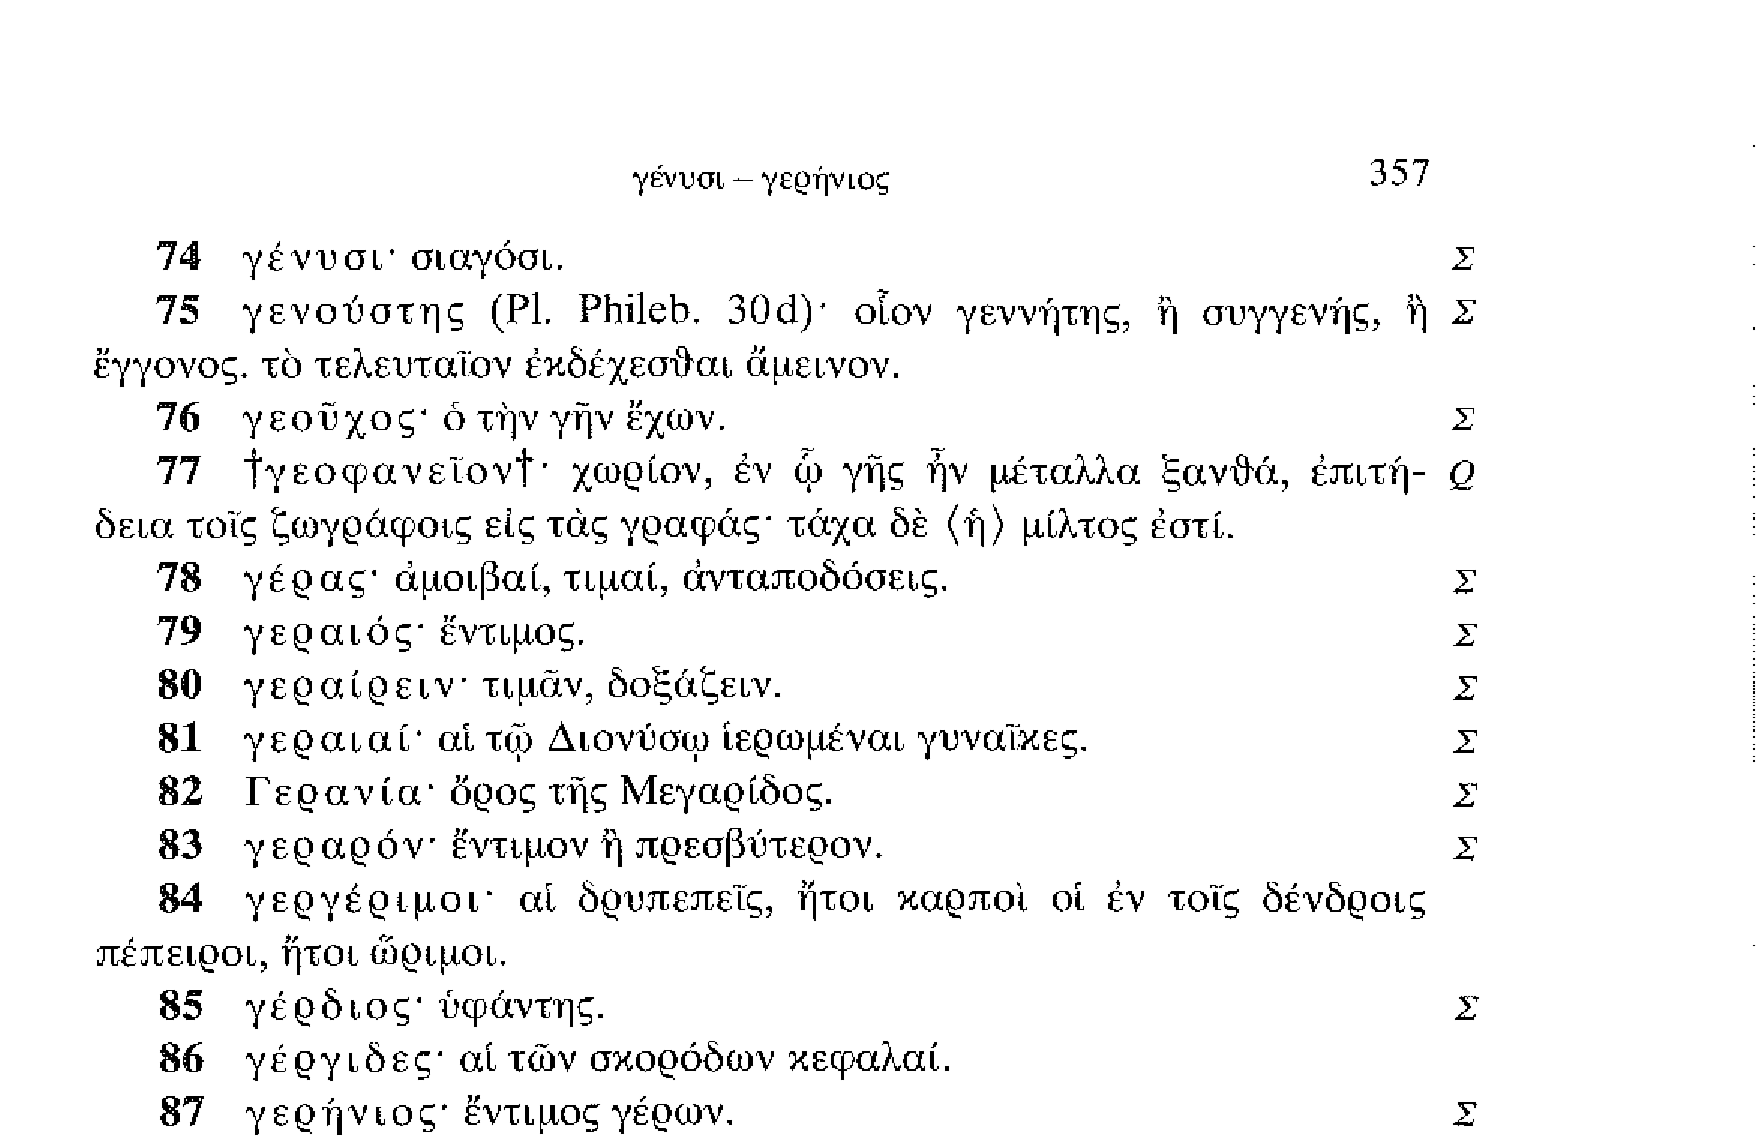 γένυσι – γερήνιος 357
74 γένυσι· σιαγόσι. Σ
75 γενούστης (Pl. Phileb. 30d)· οἷον γεννήτης, ἢ συγγενής, ἢ Σ
ἔγγονος. τὸ τελευταῖον ἐκδέχεσθαι ἄμεινον.
76 γεοῦχος· ὁ τὴν γῆν ἔχων. Σ
77 †γεοφανεῖον†· χωρίον, ἐν ᾧ γῆς ἦν μέταλλα ξανθά, ἐπιτή- Q
δεια τοῖς ζωγράφοις εἰς τὰς γραφάς· τάχα δὲ ⟨ἡ⟩ μίλτος ἐστί.
78 γέρας· ἀμοιβαί, τιμαί, ἀνταποδόσεις. Σ
79 γεραιός· ἔντιμος. Σ
80 γεραίρειν· τιμᾶν, δοξάζειν. Σ
81 γεραιαί· αἱ τῷ Διονύσῳ ἱερωμέναι γυναῖκες. Σ
82 Γερανία· ὄρος τῆς Μεγαρίδος. Σ
83 γεραρόν· ἔντιμον ἢ πρεσβύτερον. Σ
84 γεργέριμοι· αἱ δρυπεπεῖς, ἤτοι καρποὶ οἱ ἐν τοῖς δένδροις
πέπειροι, ἤτοι ὥριμοι.
85 γέρδιος· ὑφάντης. Σ
86 γέργιδες· αἱ τῶν σκορόδων κεφαλαί.
87 γερήνιος· ἔντιμος γέρων. Σ